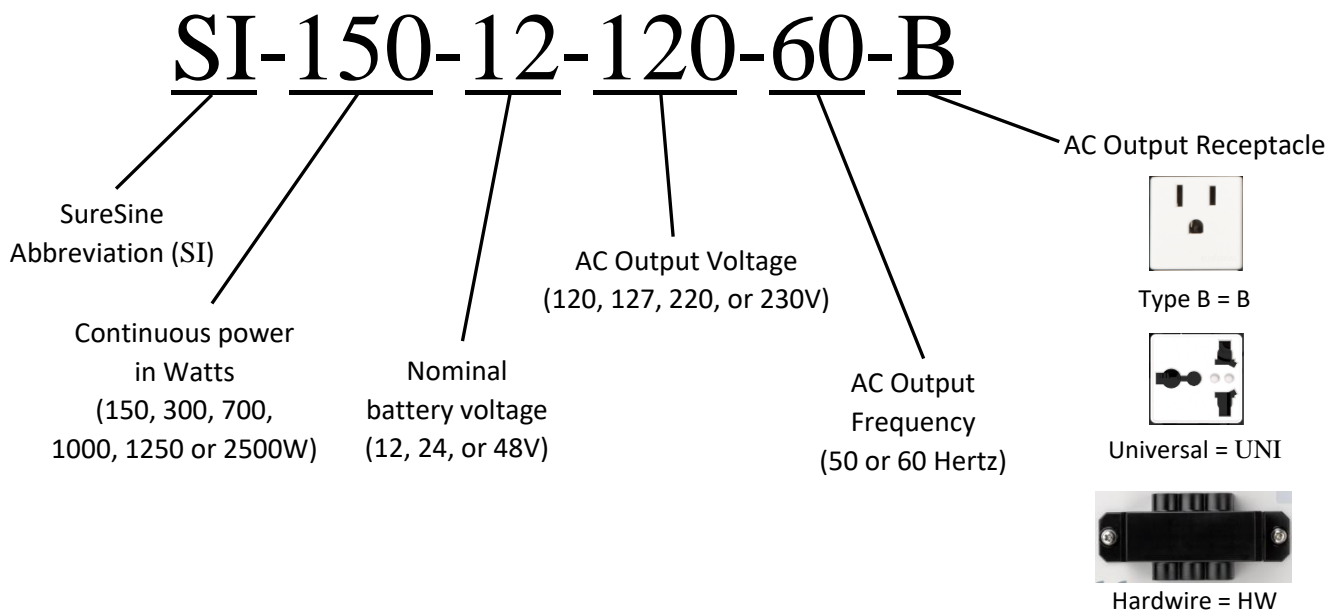 SI-150-12-120-60-B
AC Output Receptacle
SureSine
Abbreviation (SI)
AC Output Voltage
(120, 127, 220, or 230V)
Type B = B
Continuous power
in Watts
(150, 300, 700,
1000, 1250 or 2500W)
Nominal
battery voltage
(12, 24, or 48V)
AC Output
Frequency
(50 or 60 Hertz)
Universal = UNI
Hardwire = HW